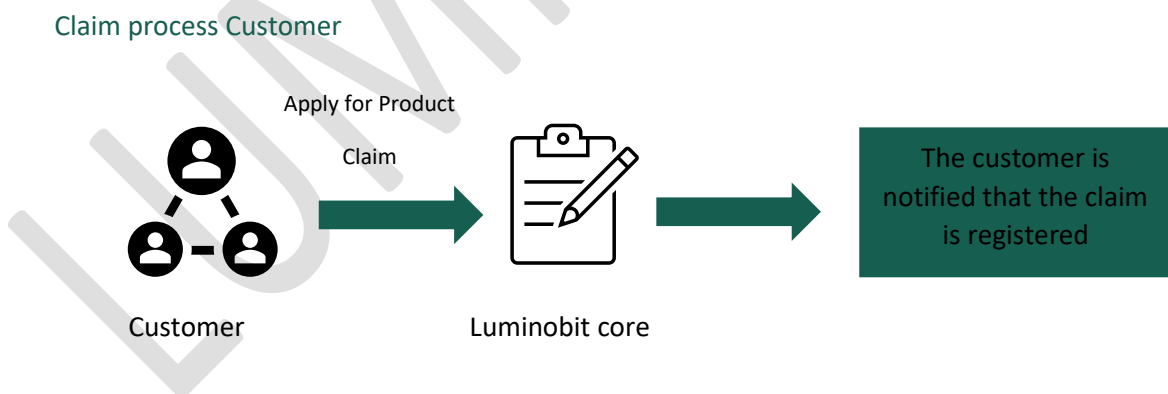 Claim process Customer
Apply for Product
Claim
The customer is
notified that the claim
is registered
Customer
Luminobit core
LUMI